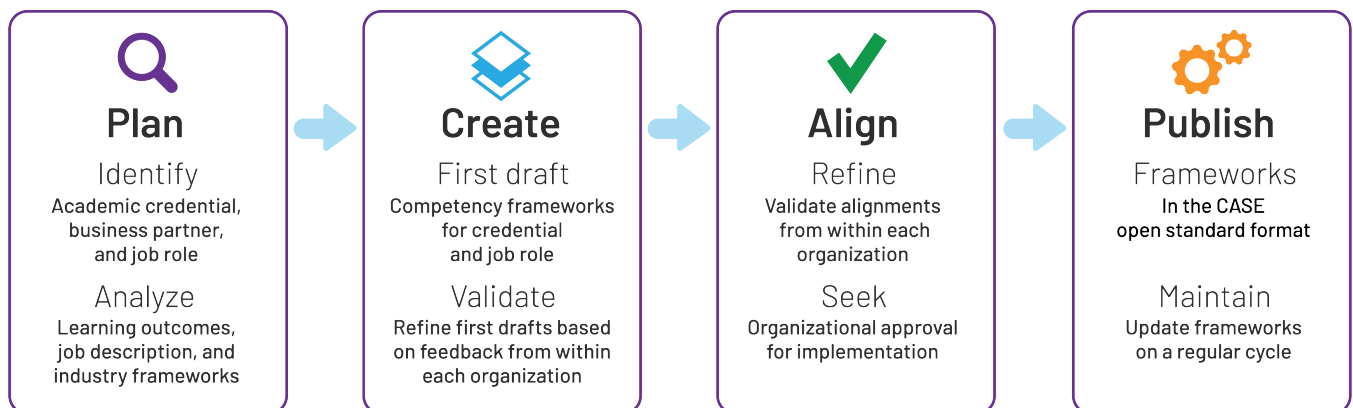 Plan
Identify
Academic credential,
business partner,
and job role
Analyze
Learning outcomes,
job description, and
industry frameworks
Create
First draft
Competency frameworks
for credential
and job role
Validate
Refine first drafts based
on feedback from within
each organization
Align
Refine
Validate alignments
from within each
organization
Seek
Organizational approval
for implementation
Publish
Frameworks
In the CASE
open standard format
Maintain
Update frameworks
on a regular cycle